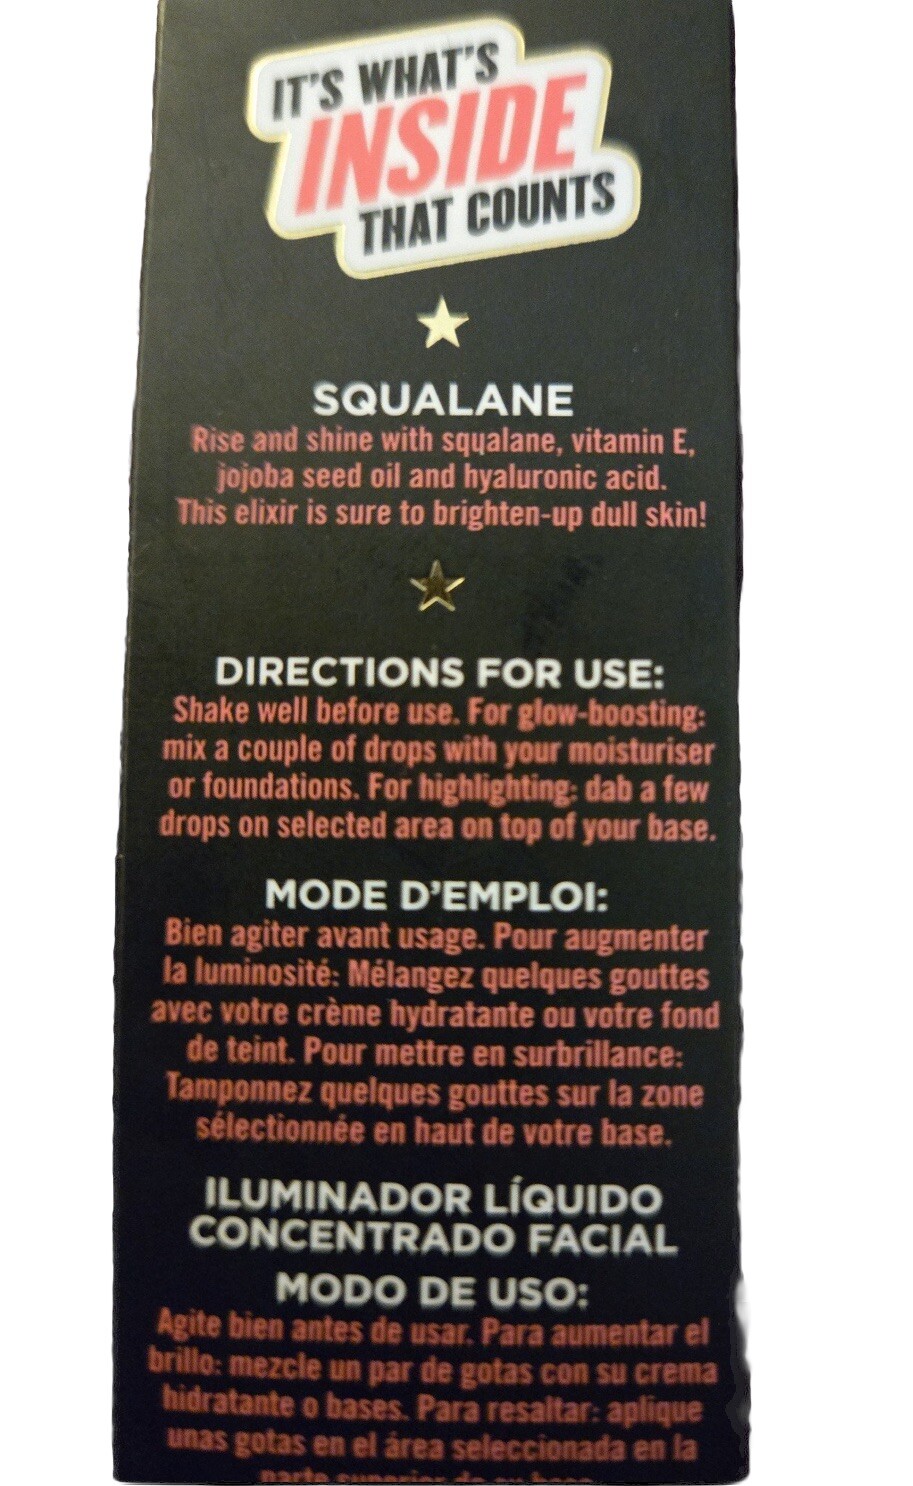 IT'S WHAT'S
INSIDE
THAT COUNTS
SQUALANE
Rise and shine with squalane, vitamin E,
jojoba seed oil and hyaluronic acid.
This elixir is sure to brighten-up dull skin!
DIRECTIONS FOR USE:
Shake well before use. For glow-boosting:
mix a couple of drops with your moisturiser
or foundations. For highlighting: dab a few
drops on selected area on top of your base.
MODE D'EMPLOI:
Bien agiter avant usage. Pour augmenter
la luminosité: Mélangez quelques gouttes
avec votre crème hydratante ou votre fond
de teint. Pour mettre en surbrillance:
Tamponnez quelques gouttes sur la zone
sélectionnée en haut de votre base.
ILUMINADOR LÍQUIDO
CONCENTRADO FACIAL
MODO DE USO:
Agite bien antes de usar. Para aumentar el
brillo: mezcle un par de gotas con su crema
hidratante o bases. Para resaltar: aplique
unas gotas en el área seleccionada en la
parte superior de su base.